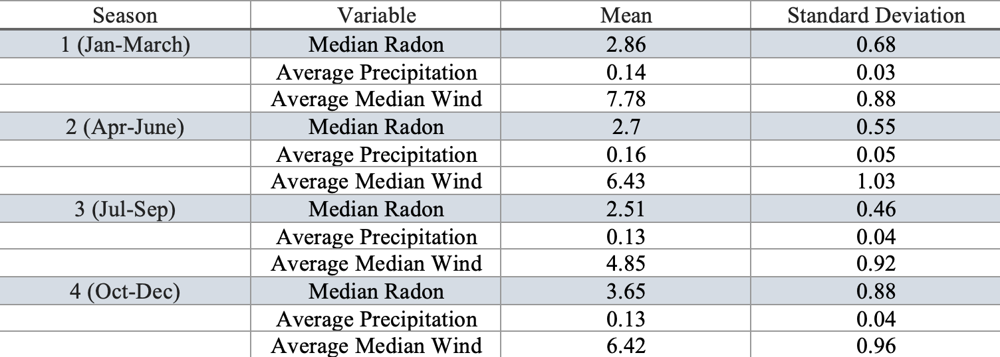 Season Variable Mean Standard Deviation
1 (Jan-March) Median Radon 2.86 0.68
Average Precipitation 0.14 0.03
Average Median Wind 7.78 0.88
2 (Apr-June) Median Radon 2.7 0.55
Average Precipitation 0.16 0.05
Average Median Wind 6.43 1.03
3 (Jul-Sep) Median Radon 2.51 0.46
Average Precipitation 0.13 0.04
Average Median Wind 4.85 0.92
4 (Oct-Dec) Median Radon 3.65 0.88
Average Precipitation 0.13 0.04
Average Median Wind 6.42 0.96